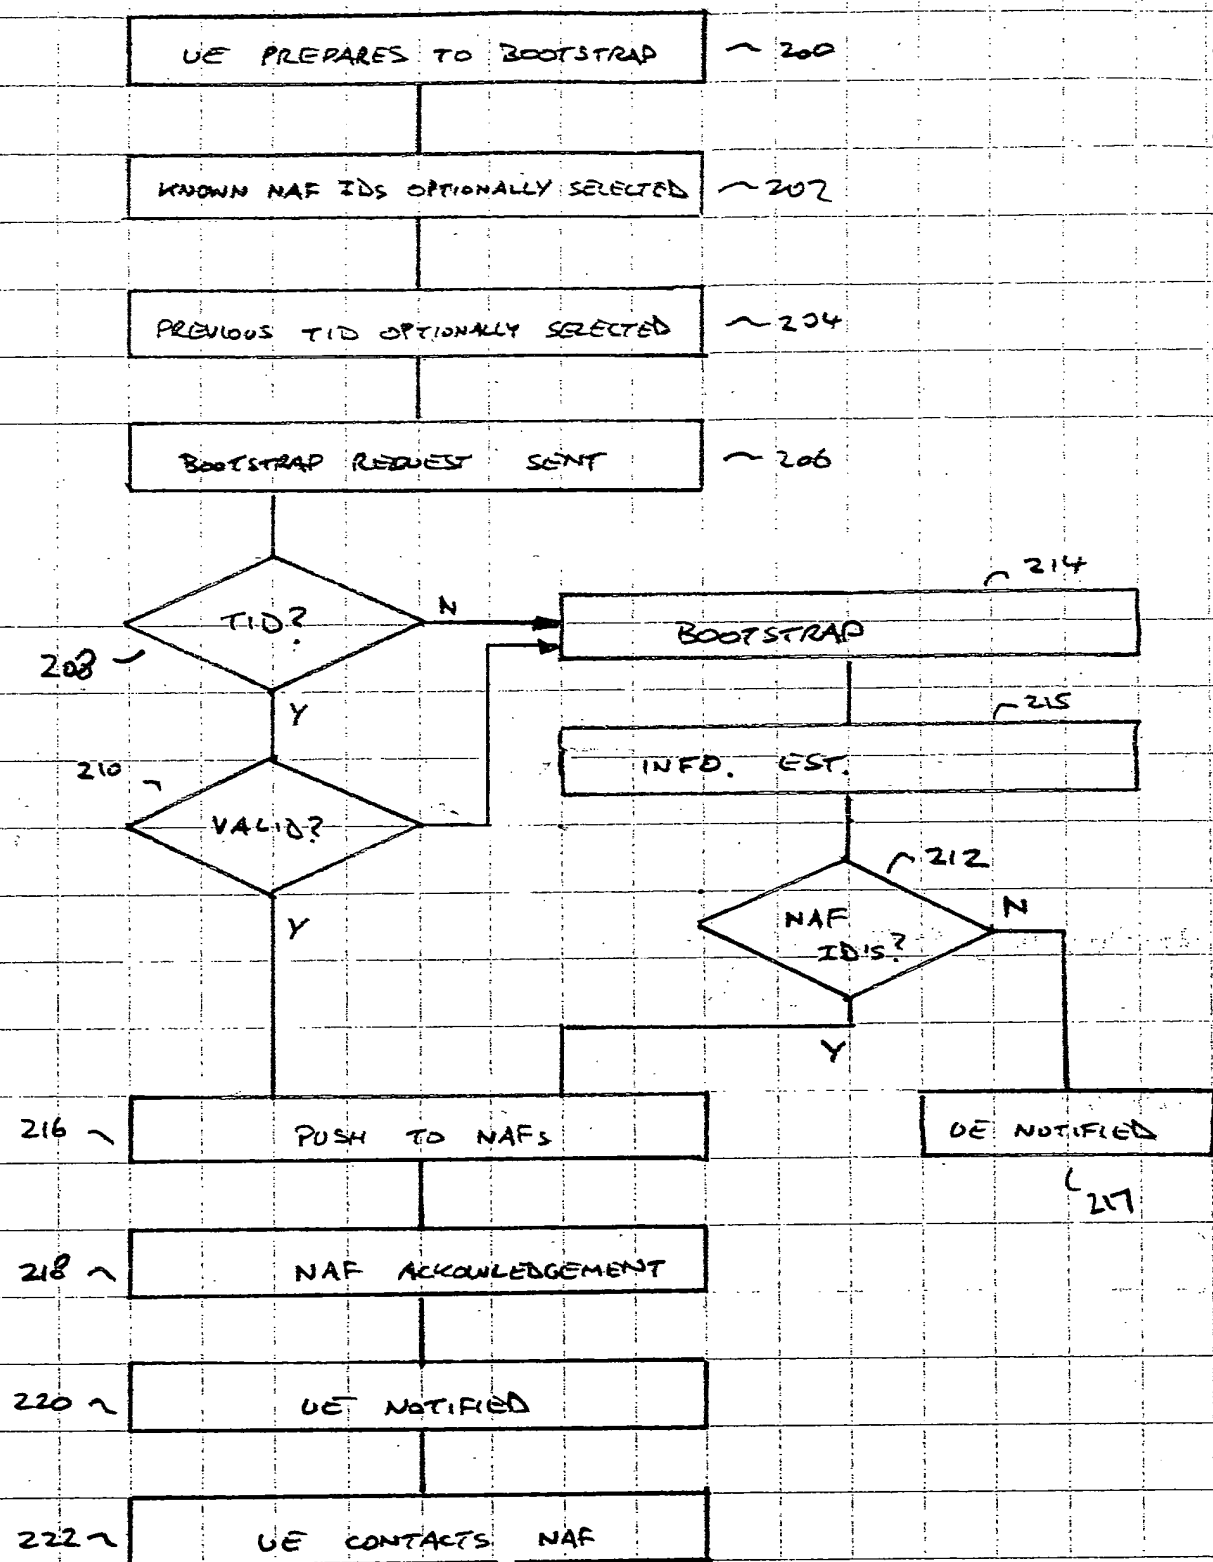 UE PREPARES TO BOOTSTRAP ~ 200
KNOWN NAF IDS OPTIONALLY SELECTED ~ 202
PREVIOUS TID OPTIONALLY SELECTED ~ 204
BOOTSTRAP REQUEST SENT ~ 206
214
TID? N
BOOTSTRAP
208
Y
215
210
INFO. EST.
VALID?
212
Y
NAF N
ID'S?
Y
216 PUSH TO NAFs
UE NOTIFIED
217
218 NAF ACKOWLEDGEMENT
220 UE NOTIFIED
222 UE CONTACTS NAF